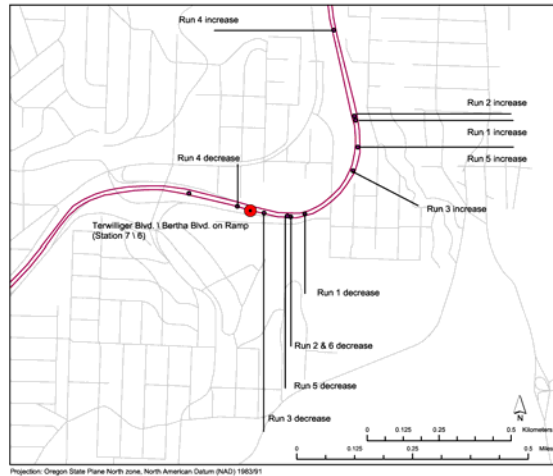 Run 4 increase
Run 2 increase
Run 1 increase
Run 5 increase
Run 4 decrease
Run 3 increase
Terwilliger Blvd. \ Bertha Blvd. on Ramp
(Station 7 \ 6)
Run 1 decrease
Run 2 & 6 decrease
Run 5 decrease
Run 3 decrease
N
0 0.125 0.25 0.5 Kilometers
0 0.125 0.25 0.5 Miles
Projection: Oregon State Plane North zone, North American Datum (NAD) 1983/91